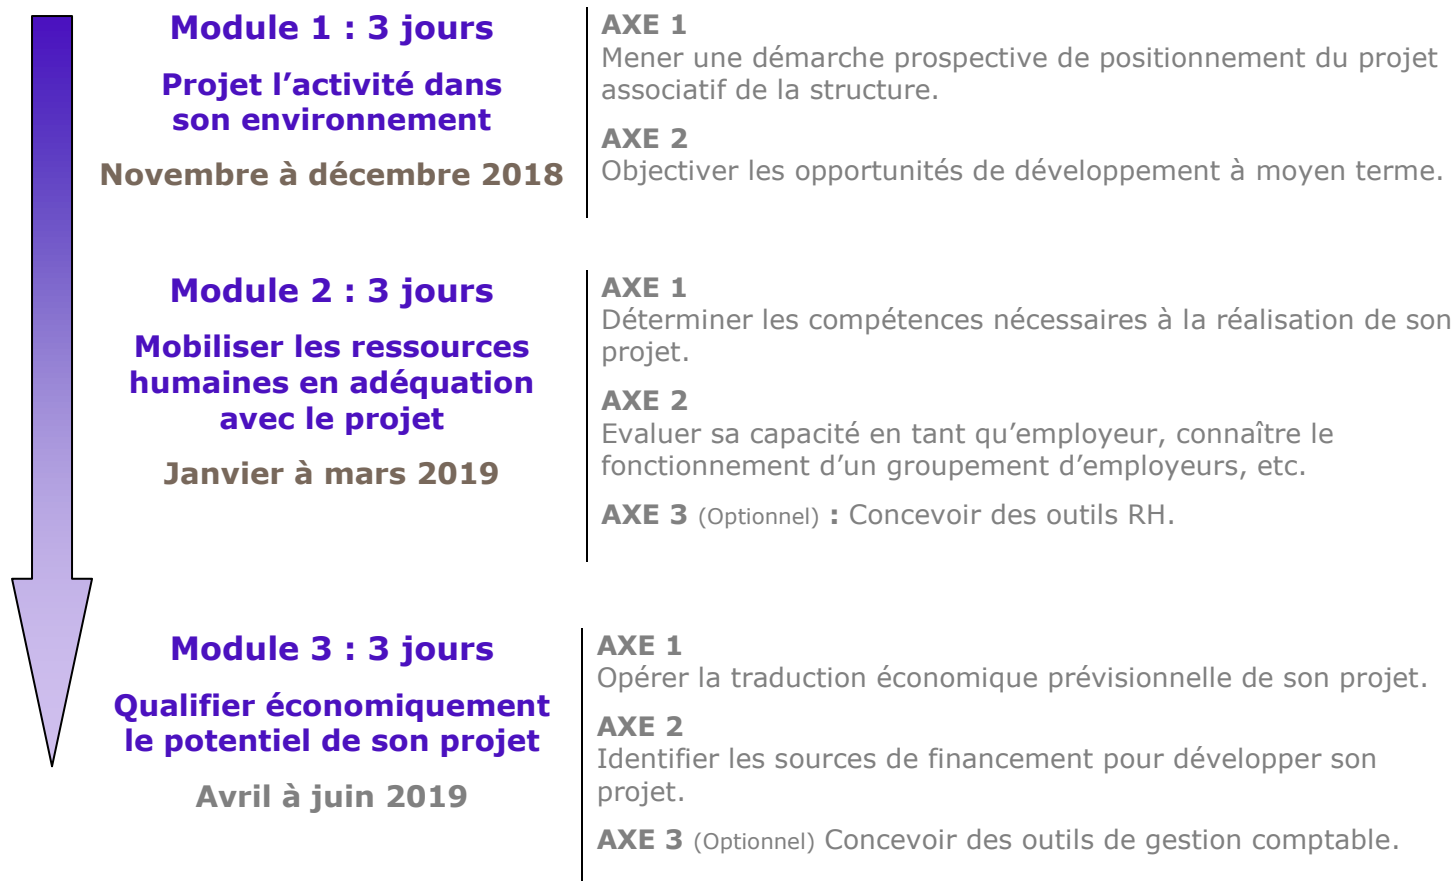 Module 1 : 3 jours
Projet l’activité dans
son environnement
Novembre à décembre 2018
AXE 1
Mener une démarche prospective de positionnement du projet
associatif de la structure.
AXE 2
Objectiver les opportunités de développement à moyen terme.
Module 2 : 3 jours
Mobiliser les ressources
humaines en adéquation
avec le projet
Janvier à mars 2019
AXE 1
Déterminer les compétences nécessaires à la réalisation de son
projet.
AXE 2
Evaluer sa capacité en tant qu’employeur, connaître le
fonctionnement d’un groupement d’employeurs, etc.
AXE 3 (Optionnel) : Concevoir des outils RH.
Module 3 : 3 jours
Qualifier économiquement
le potentiel de son projet
Avril à juin 2019
AXE 1
Opérer la traduction économique prévisionnelle de son projet.
AXE 2
Identifier les sources de financement pour développer son
projet.
AXE 3 (Optionnel) Concevoir des outils de gestion comptable.